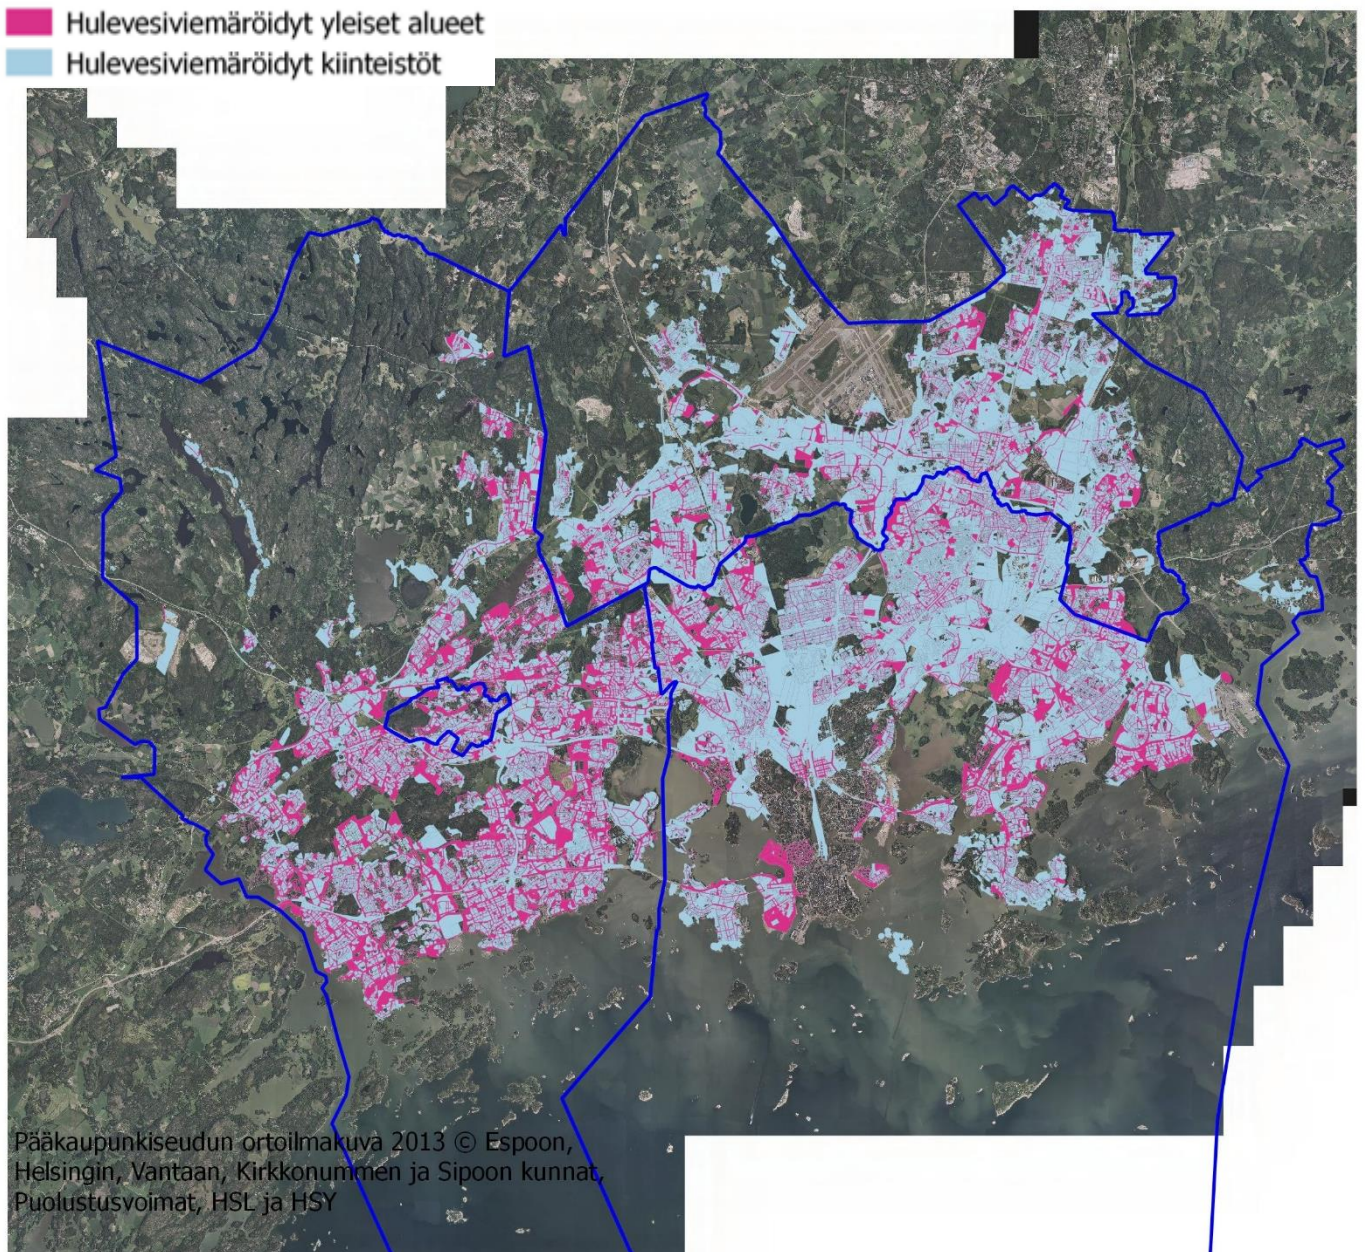 Hulevesiviemäröidyt yleiset alueet
Hulevesiviemäröidyt kiinteistöt
Pääkaupunkiseudun ortoilmakuva 2013 © Espoon,
Helsingin, Vantaan, Kirkkonummen ja Sipoon kunnat,
Puolustusvoimat, HSL ja HSY